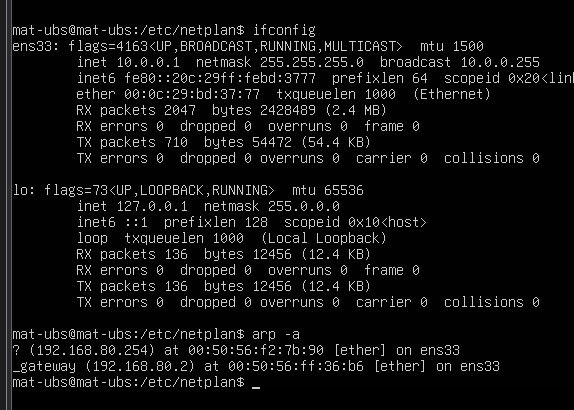 mat-ubs@mat-ubs:/etc/netplan$ ifconfig
ens33: flags=4163<UP,BROADCAST,RUNNING,MULTICAST>  mtu 1500
        inet 10.0.0.1  netmask 255.255.255.0  broadcast 10.0.0.255
        inet6 fe80::20c:29ff:febd:3777  prefixlen 64  scopeid 0x20<lin
        ether 00:0c:29:bd:37:77  txqueuelen 1000  (Ethernet)
        RX packets 2047  bytes 2428489 (2.4 MB)
        RX errors 0  dropped 0  overruns 0  frame 0
        TX packets 710  bytes 54472 (54.4 KB)
        TX errors 0  dropped 0 overruns 0  carrier 0  collisions 0
lo: flags=73<UP,LOOPBACK,RUNNING>  mtu 65536
        inet 127.0.0.1  netmask 255.0.0.0
        inet6 ::1  prefixlen 128  scopeid 0x10<host>
        loop  txqueuelen 1000  (Local Loopback)
        RX packets 136  bytes 12456 (12.4 KB)
        RX errors 0  dropped 0  overruns 0  frame 0
        TX packets 136  bytes 12456 (12.4 KB)
        TX errors 0  dropped 0 overruns 0  carrier 0  collisions 0
mat-ubs@mat-ubs:/etc/netplan$ arp -a
? (192.168.80.254) at 00:50:56:f2:7b:90 [ether] on ens33
_gateway (192.168.80.2) at 00:50:56:ff:36:b6 [ether] on ens33
mat-ubs@mat-ubs:/etc/netplan$ _